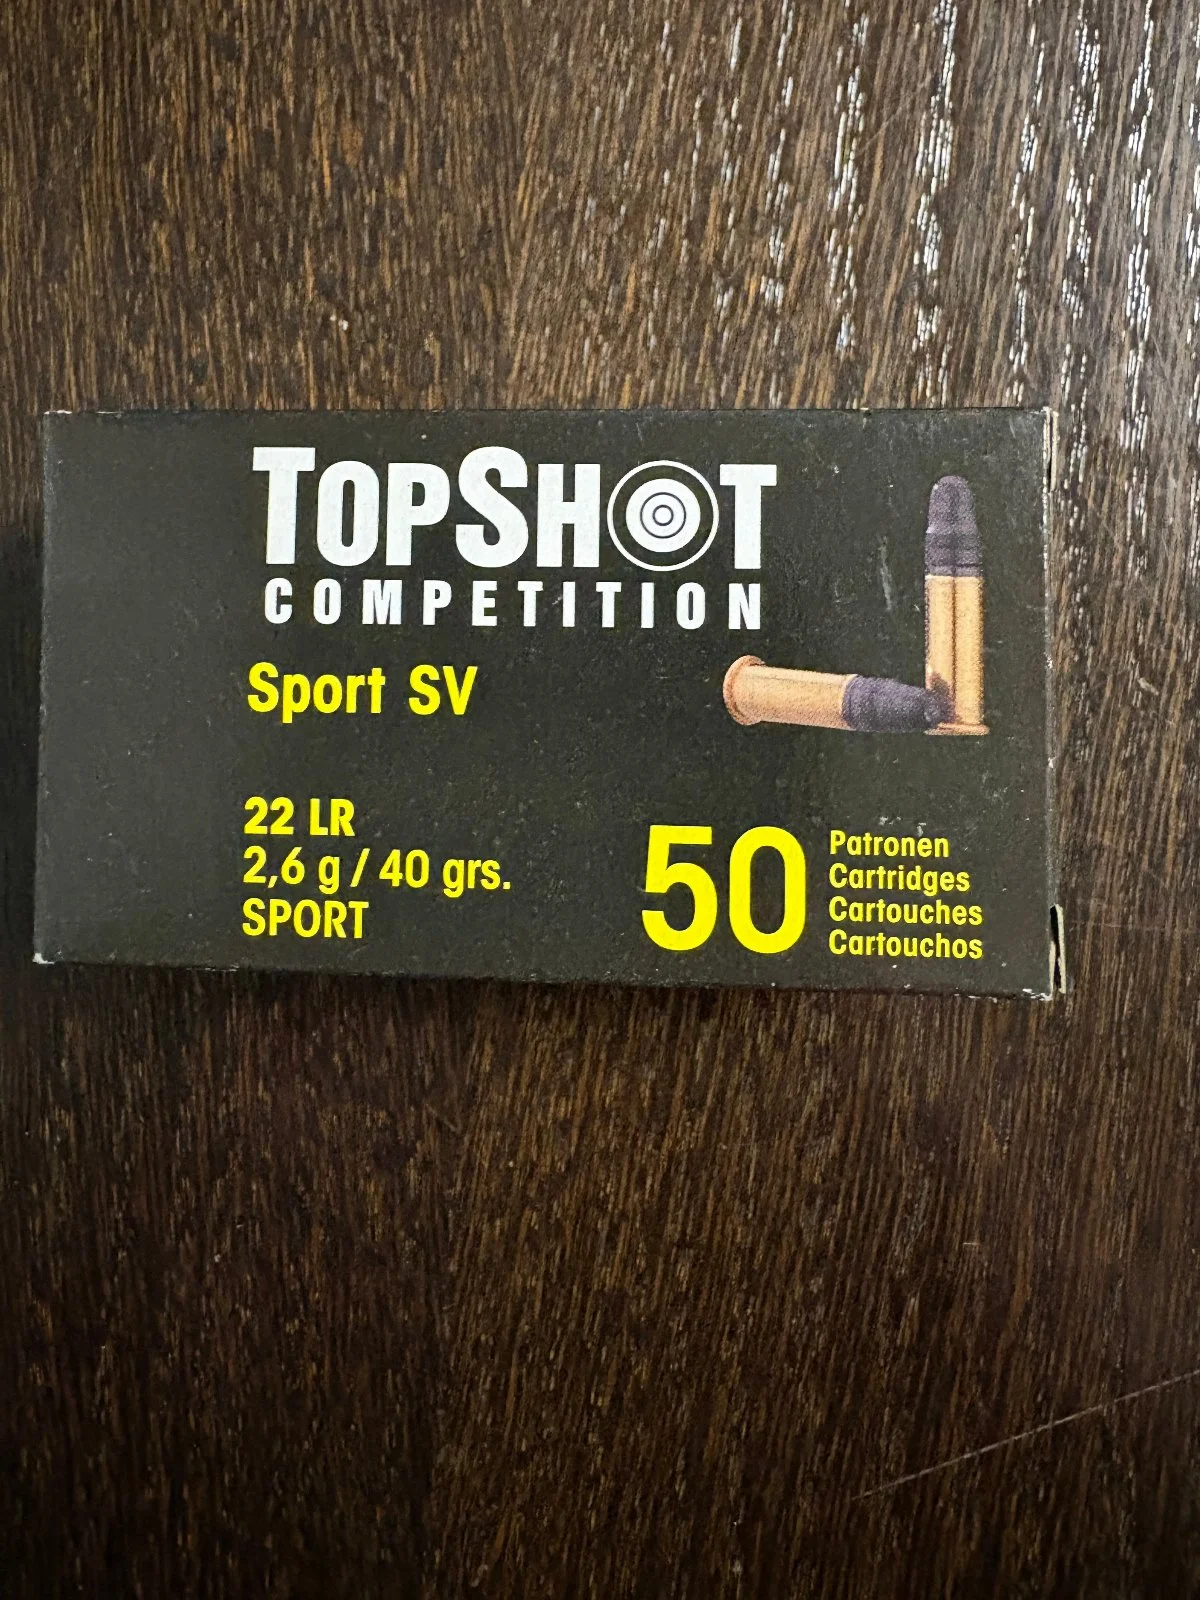 TOPSHOT
COMPETITION
Sport SV
22 LR
2,6 g / 40 grs.
SPORT
50
Patronen
Cartridges
Cartouches
Cartouchos